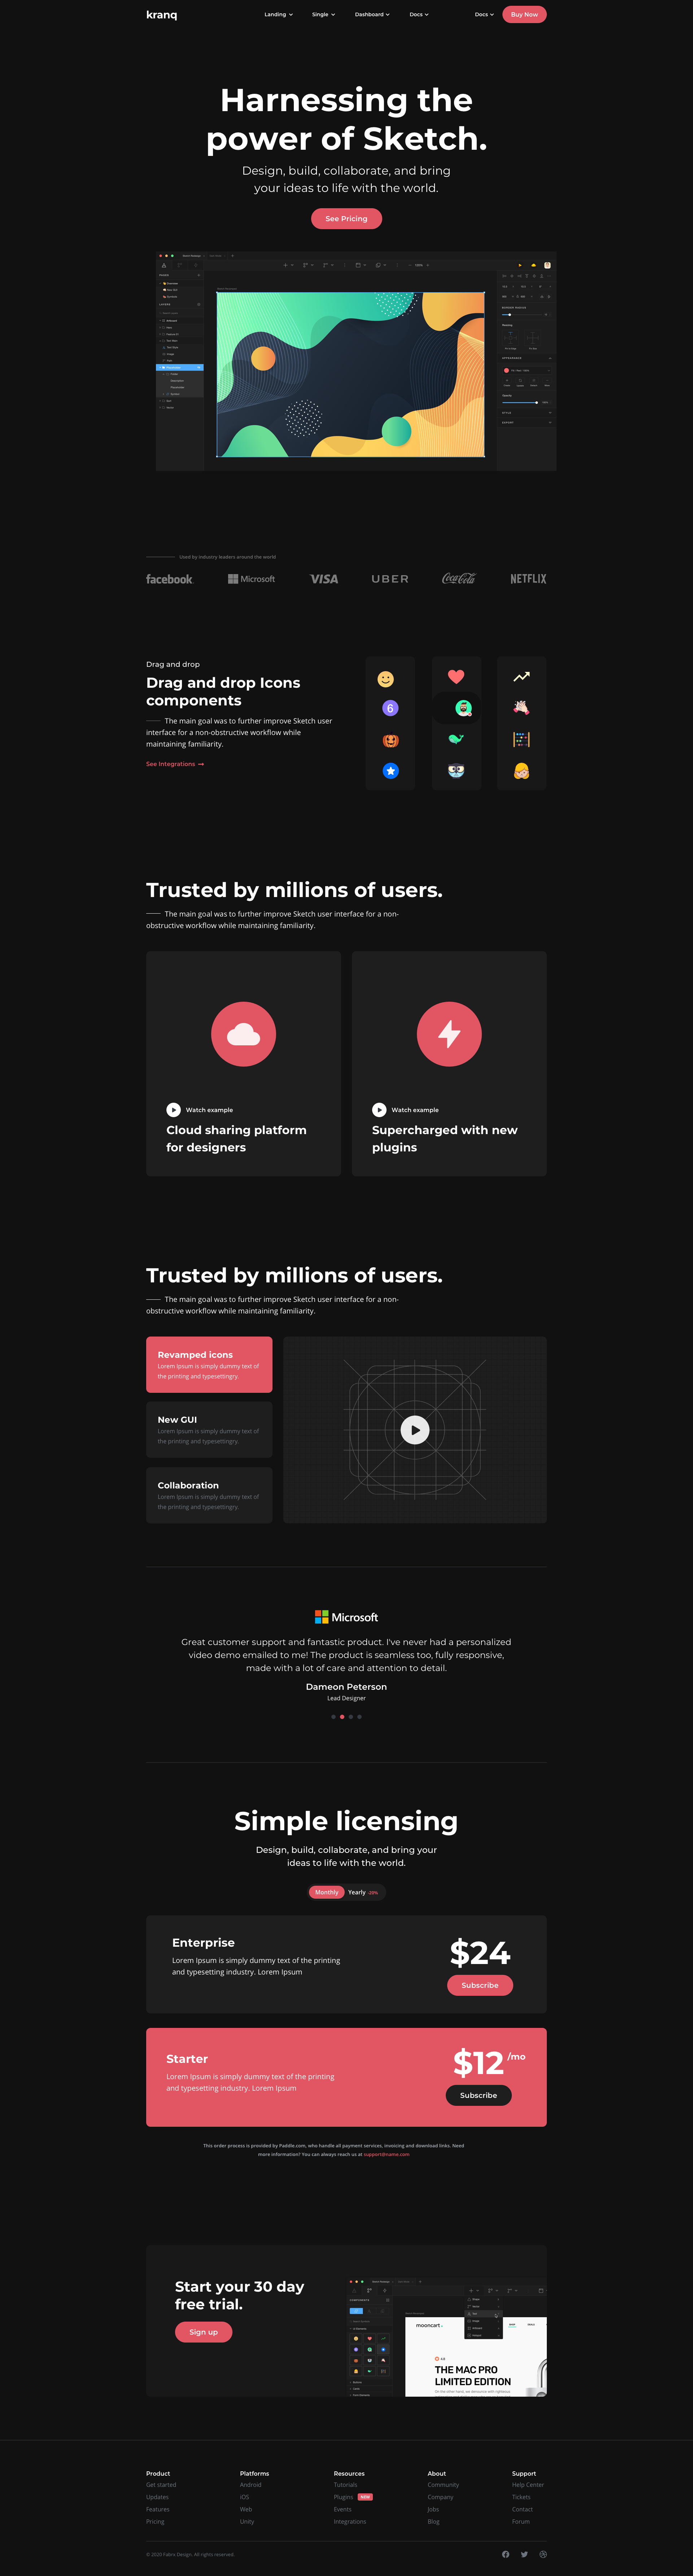 kranq
Landing
Single
Dashboard
Docs
Docs
Buy Now
Harnessing the
power of Sketch.
Design, build, collaborate, and bring
your ideas to life with the world.
See Pricing
Used by industry leaders around the world
facebook
Microsoft
VISA
UBER
Coca-Cola
NETFLIX
Drag and drop
Drag and drop Icons
components
The main goal was to further improve Sketch user
interface for a non-obstructive workflow while
maintaining familiarity.
See Integrations
6
Trusted by millions of users.
The main goal was to further improve Sketch user interface for a non-
obstructive workflow while maintaining familiarity.
Watch example
Cloud sharing platform
for designers
Watch example
Supercharged with new
plugins
Trusted by millions of users.
The main goal was to further improve Sketch user interface for a non-
obstructive workflow while maintaining familiarity.
Revamped icons
Lorem Ipsum is simply dummy text of
the printing and typesettingry.
New GUI
Lorem Ipsum is simply dummy text of
the printing and typesettingry.
Collaboration
Lorem Ipsum is simply dummy text of
the printing and typesettingry.
Microsoft
Great customer support and fantastic product. I've never had a personalized
video demo emailed to me! The product is seamless too, fully responsive,
made with a lot of care and attention to detail.
Dameon Peterson
Lead Designer
Simple licensing
Design, build, collaborate, and bring your
ideas to life with the world.
Monthly
Yearly -20%
Enterprise
Lorem Ipsum is simply dummy text of the printing
and typesetting industry. Lorem Ipsum
$24
Subscribe
Starter
Lorem Ipsum is simply dummy text of the printing
and typesetting industry. Lorem Ipsum
$12 /mo
Subscribe
This order process is provided by Paddle.com, who handle all payment services, invoicing and download links. Need
more information? You can always reach us at support@name.com
Start your 30 day
free trial.
Sign up
COMPONENTS
mooncart
THE MAC PRO
LIMITED EDITION
On the other hand, we denounce with righteous
Product
Get started
Updates
Features
Pricing
Platforms
Android
iOS
Web
Unity
Resources
Tutorials
Plugins NEW
Events
Integrations
About
Community
Company
Jobs
Blog
Support
Help Center
Tickets
Contact
Forum
© 2020 Fabrx Design. All rights reserved.